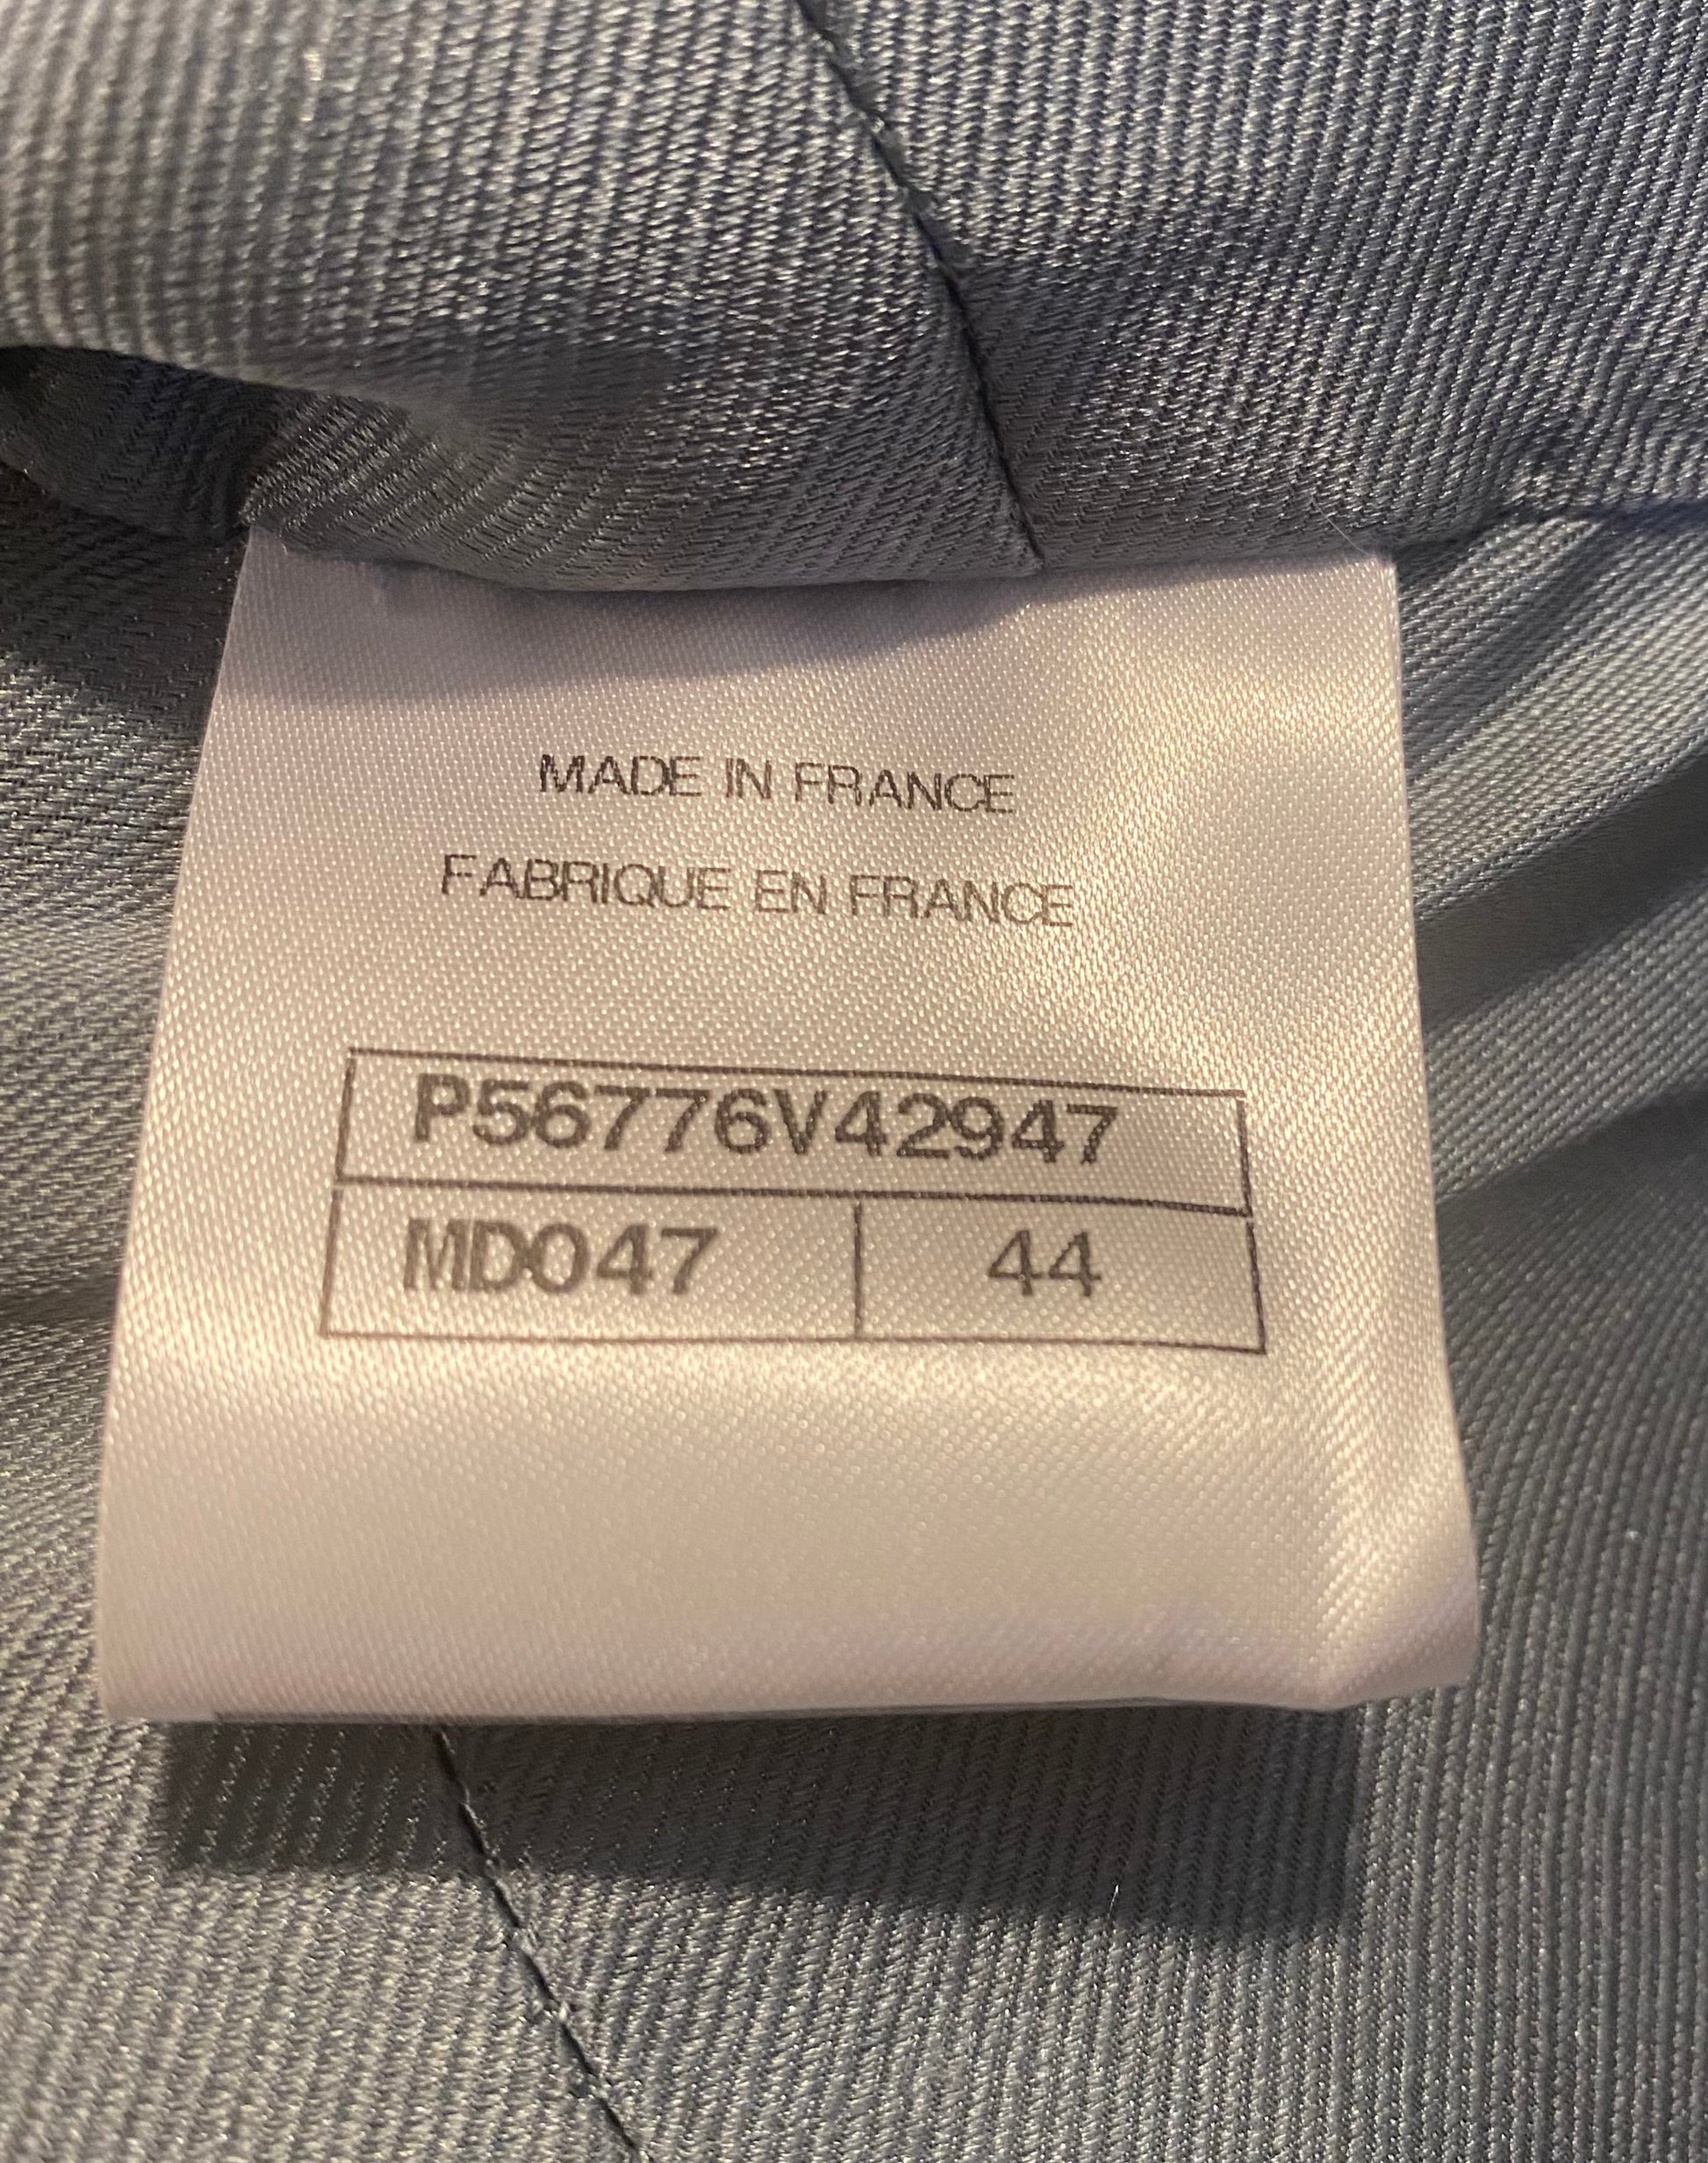 MADE IN FRANCE
FABRIQUE EN FRANCE
P56776V42947
MD047 44